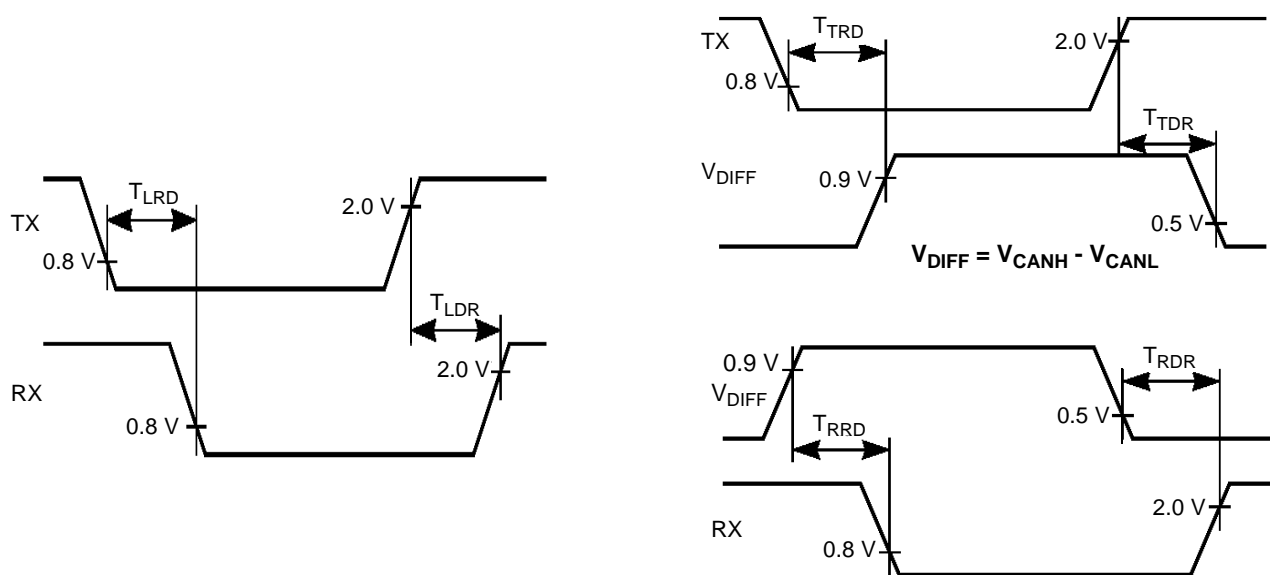 TX
T_LRD
0.8 V
2.0 V
T_LDR
RX
0.8 V
2.0 V
TX
T_TRD
0.8 V
2.0 V
T_TDR
V_DIFF
0.9 V
0.5 V
V_DIFF = V_CANH - V_CANL
0.9 V
V_DIFF
T_RRD
0.5 V
T_RDR
RX
0.8 V
2.0 V